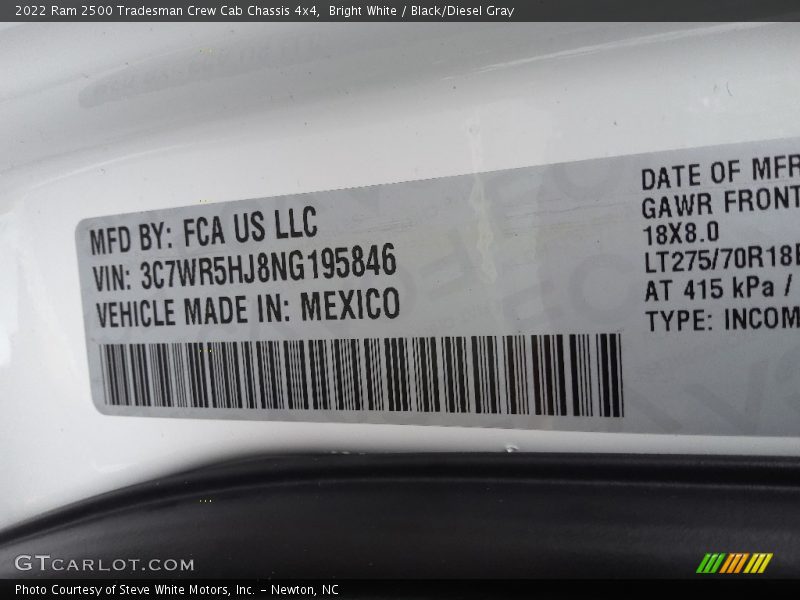 2022 Ram 2500 Tradesman Crew Cab Chassis 4x4, Bright White / Black/Diesel Gray
MFD BY: FCA US LLC
VIN: 3C7WR5HJ8NG195846
VEHICLE MADE IN: MEXICO
DATE OF MFR
GAWR FRONT
18X8.0
LT275/70R18E
AT 415 kPa /
TYPE: INCOM
GTCARLOT.COM
Photo Courtesy of Steve White Motors, Inc. – Newton, NC